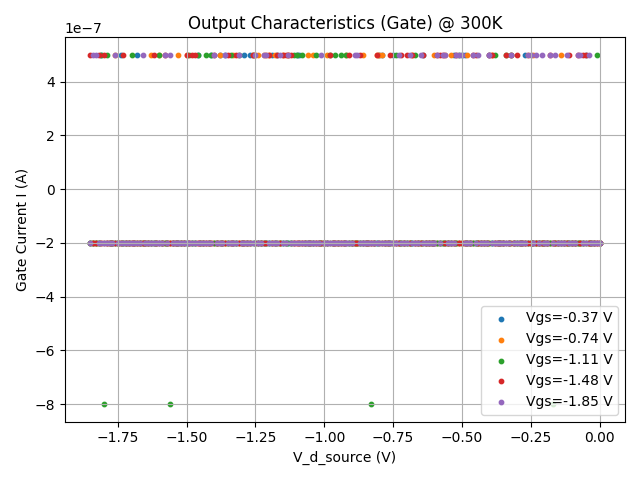 Output Characteristics (Gate) @ 300K
1e−7
Gate Current I (A)
4
2
0
−2
−4
−6
−8
Vgs=-0.37 V
Vgs=-0.74 V
Vgs=-1.11 V
Vgs=-1.48 V
Vgs=-1.85 V
−1.75 −1.50 −1.25 −1.00 −0.75 −0.50 −0.25 0.00
V_d_source (V)